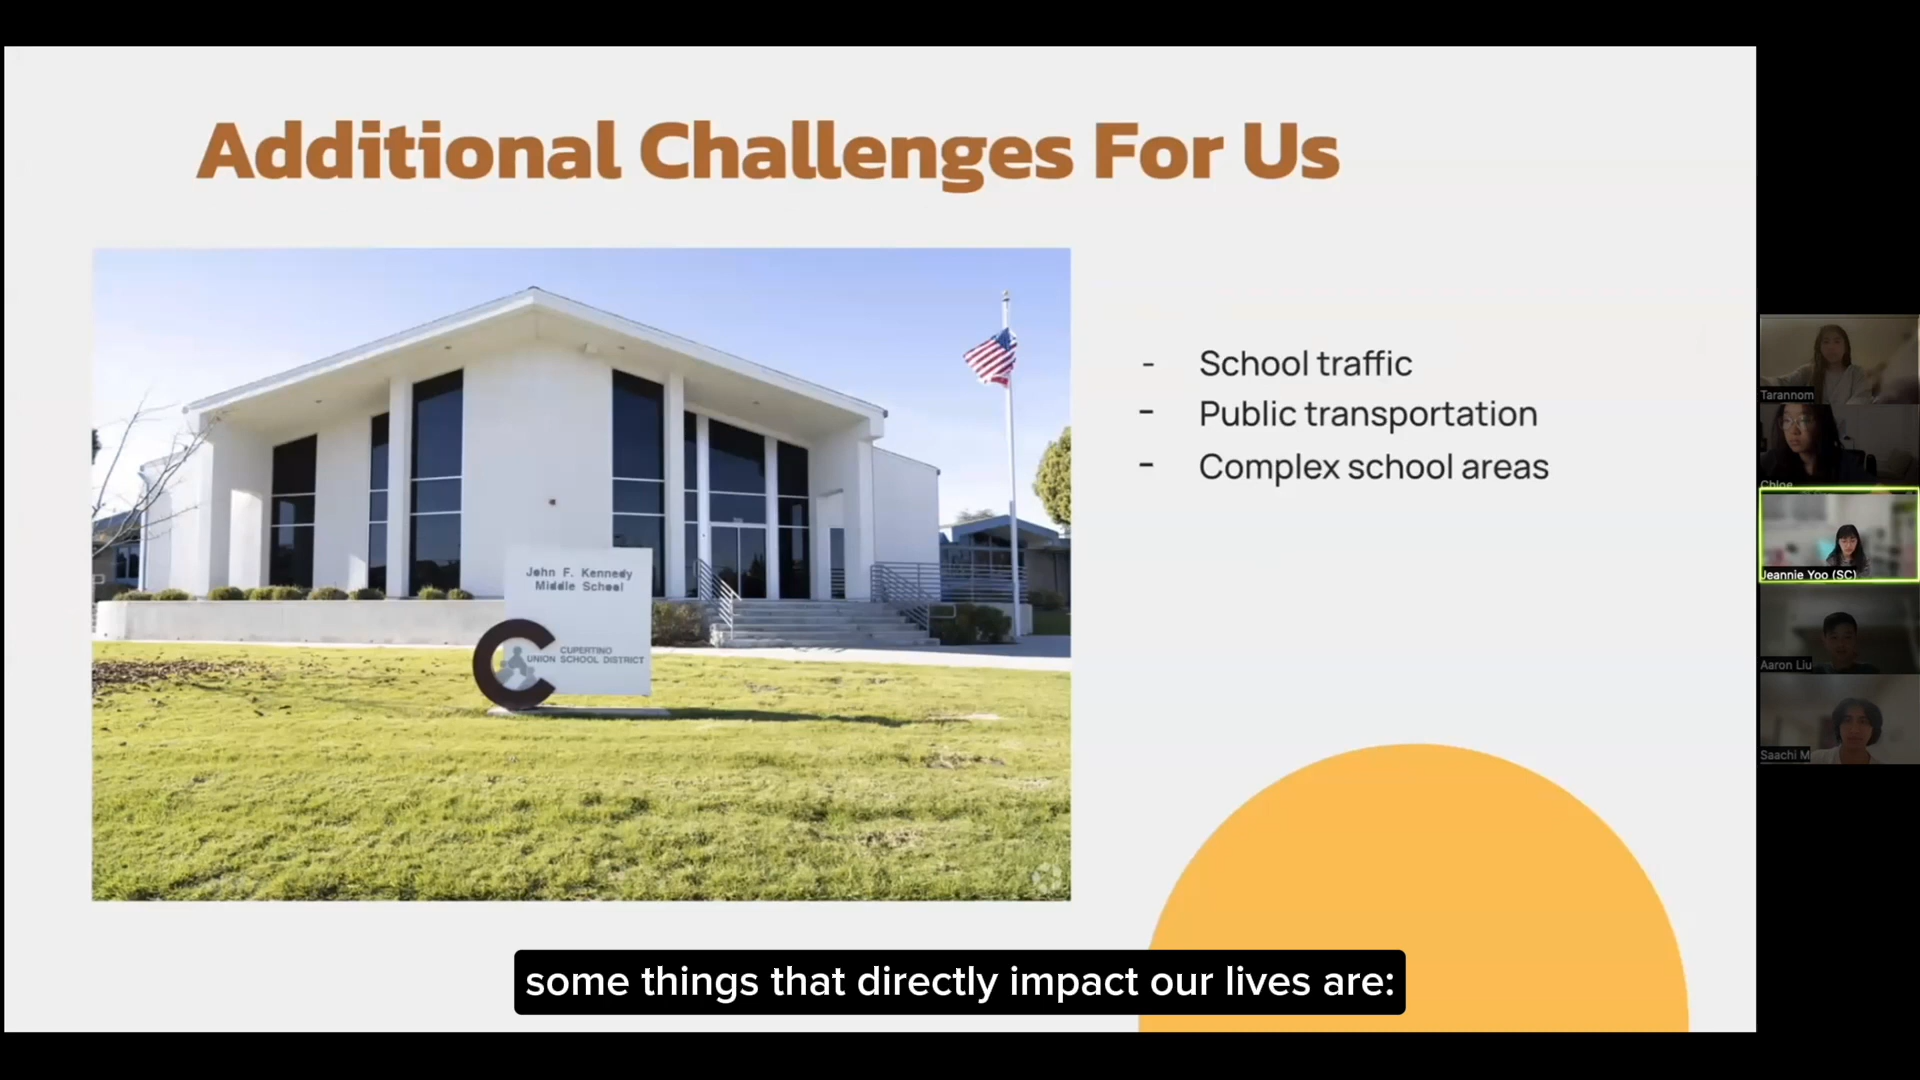 Additional Challenges For Us
- School traffic
- Public transportation
- Complex school areas
John F. Kennedy
Middle School
CUPERTINO
UNION SCHOOL DISTRICT
some things that directly impact our lives are:
Tarannom
Chloe
Jeannie Yoo (SC)
Aaron Liu
Saachi M